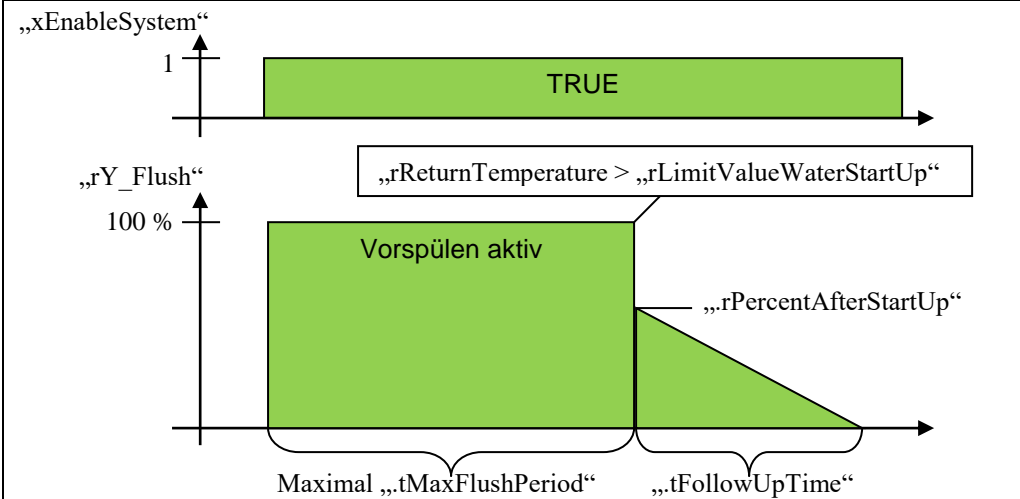 „xEnableSystem“
1
TRUE
„rY_Flush“
„rReturnTemperature > „rLimitValueWaterStartUp“
100 %
Vorspülen aktiv
„.rPercentAfterStartUp“
Maximal „.tMaxFlushPeriod“
„.tFollowUpTime“